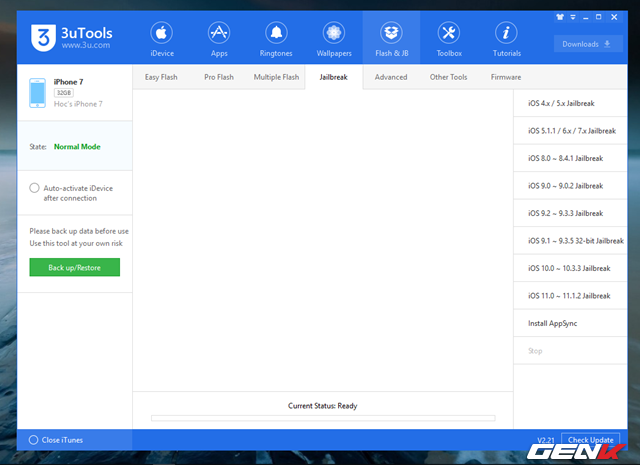 3 3uTools
www.3u.com
iDevice
Apps
Ringtones
Wallpapers
Flash & JB
Toolbox
Tutorials
Downloads
Easy Flash
Pro Flash
Multiple Flash
Jailbreak
Advanced
Other Tools
Firmware
iPhone 7
32GB
Hoc's iPhone 7
State: Normal Mode
Auto-activate iDevice
after connection
Please back up data before use
Use this tool at your own risk
Back up/Restore
iOS 4.x / 5.x Jailbreak
iOS 5.1.1 / 6.x / 7.x Jailbreak
iOS 8.0 ~ 8.4.1 Jailbreak
iOS 9.0 ~ 9.0.2 Jailbreak
iOS 9.2 ~ 9.3.3 Jailbreak
iOS 9.1 ~ 9.3.5 32-bit Jailbreak
iOS 10.0 ~ 10.3.3 Jailbreak
iOS 11.0 ~ 11.1.2 Jailbreak
Install AppSync
Stop
Current Status: Ready
Close iTunes
V2.21
Check Update
GENK